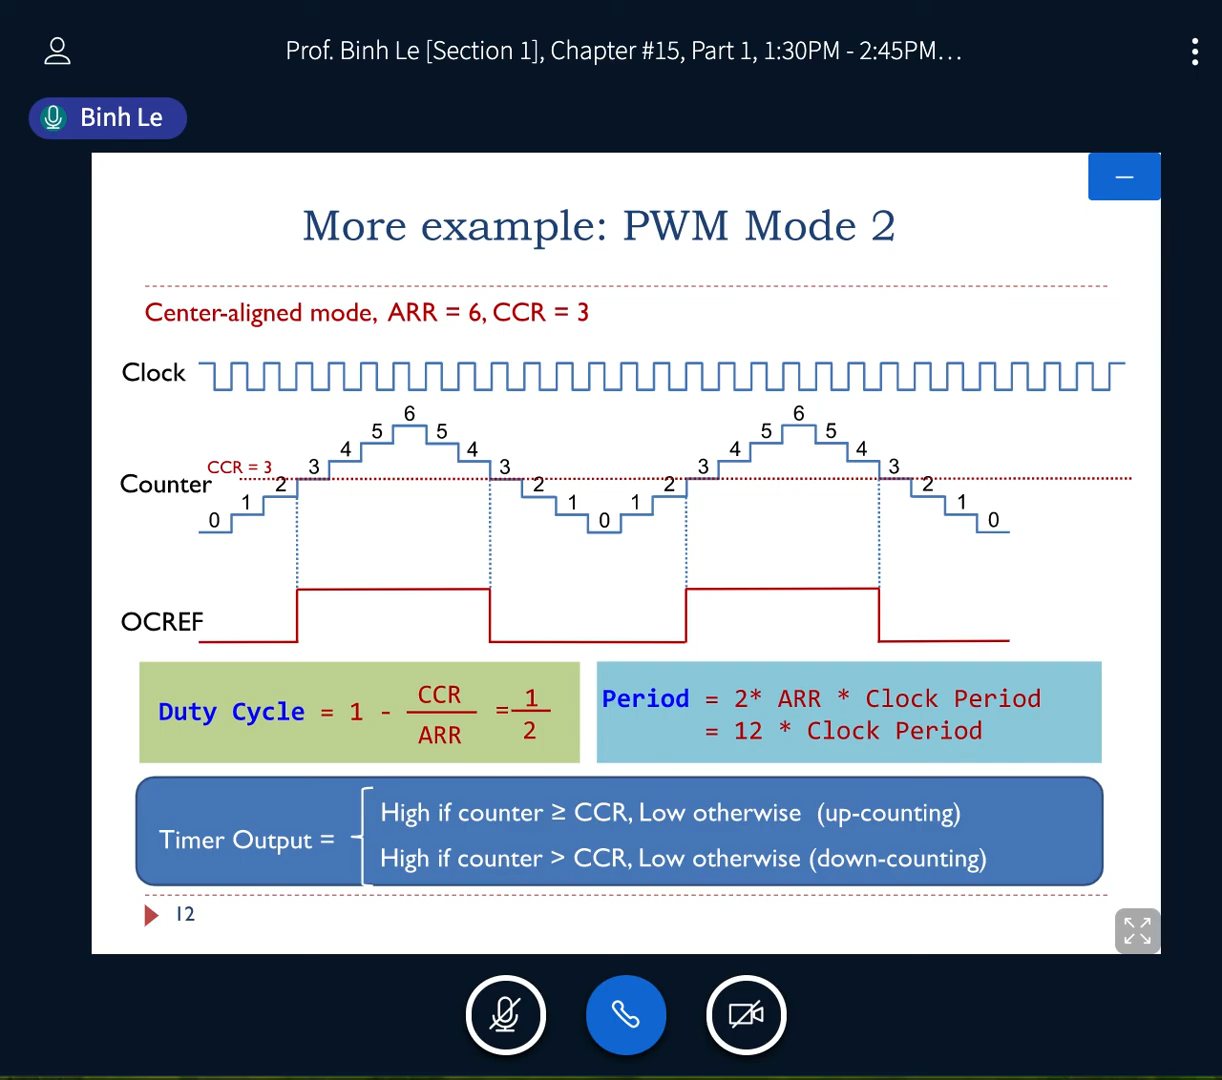 Prof. Binh Le [Section 1], Chapter #15, Part 1, 1:30PM - 2:45PM…
Binh Le
More example: PWM Mode 2
Center-aligned mode, ARR = 6, CCR = 3
Clock
6 6
5 5 5 5
4 4 4 4
CCR = 3 3 3 3 3
Counter 2 2 2 2
1 1 1 1
0 0 0
OCREF
Duty Cycle = 1 - CCR/ARR = 1/2
Period = 2* ARR * Clock Period
= 12 * Clock Period
Timer Output =
High if counter ≥ CCR, Low otherwise (up-counting)
High if counter > CCR, Low otherwise (down-counting)
12